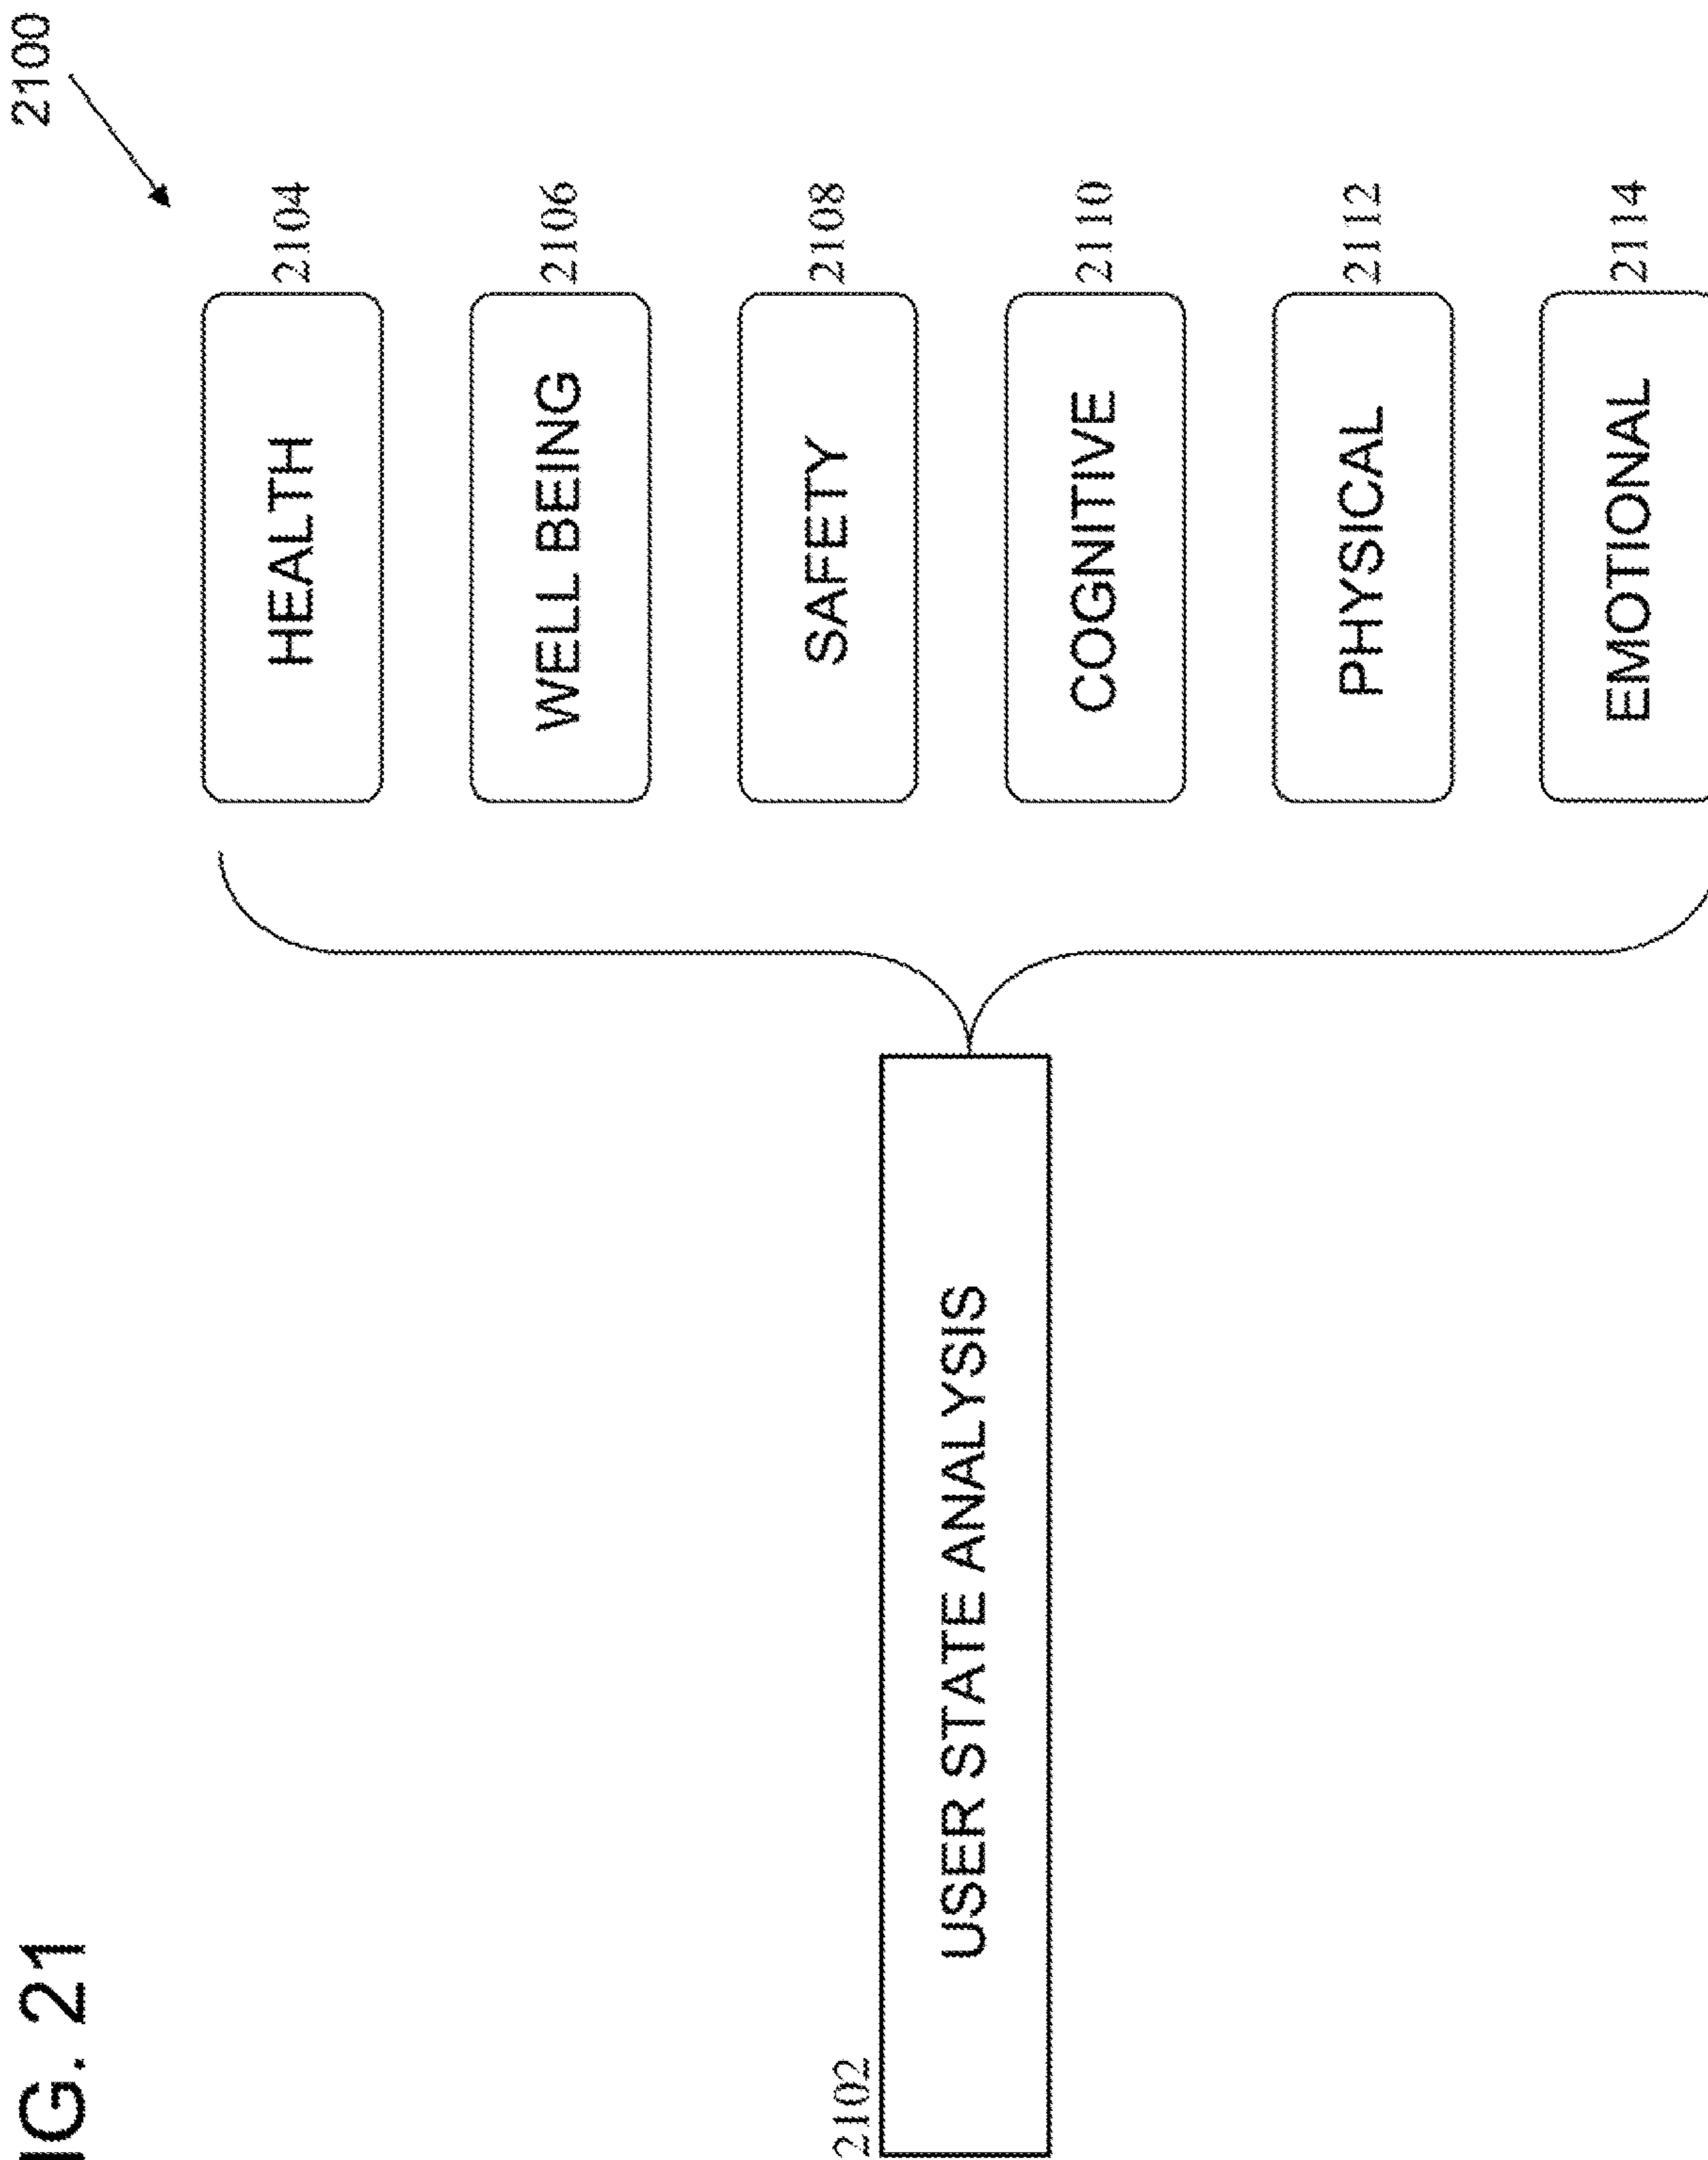 IG. 21
2100
2102
USER STATE ANALYSIS
HEALTH
2104
WELL BEING
2106
SAFETY
2108
COGNITIVE
2110
PHYSICAL
2112
EMOTIONAL
2114